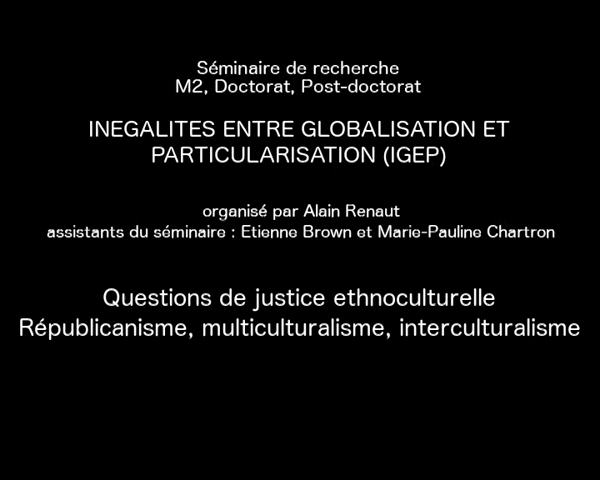 Séminaire de recherche
M2, Doctorat, Post-doctorat
INEGALITES ENTRE GLOBALISATION ET
PARTICULARISATION (IGEP)
organisé par Alain Renaut
assistants du séminaire : Etienne Brown et Marie-Pauline Chartron
Questions de justice ethnoculturelle
Républicanisme, multiculturalisme, interculturalisme